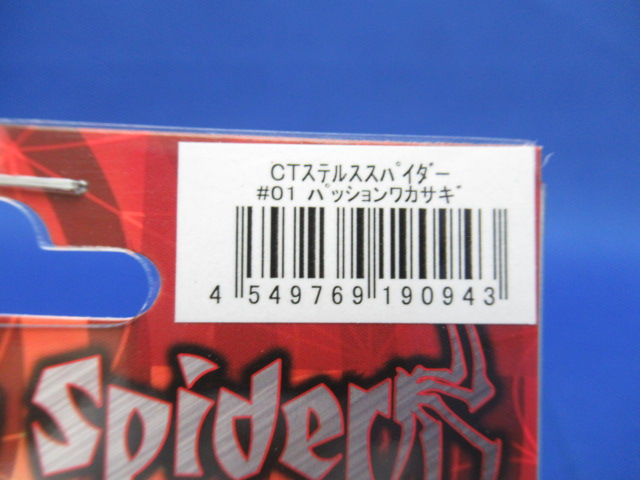 CTステルススパイダー
#01 パッションワカサギ
4 549769 190943
Spider